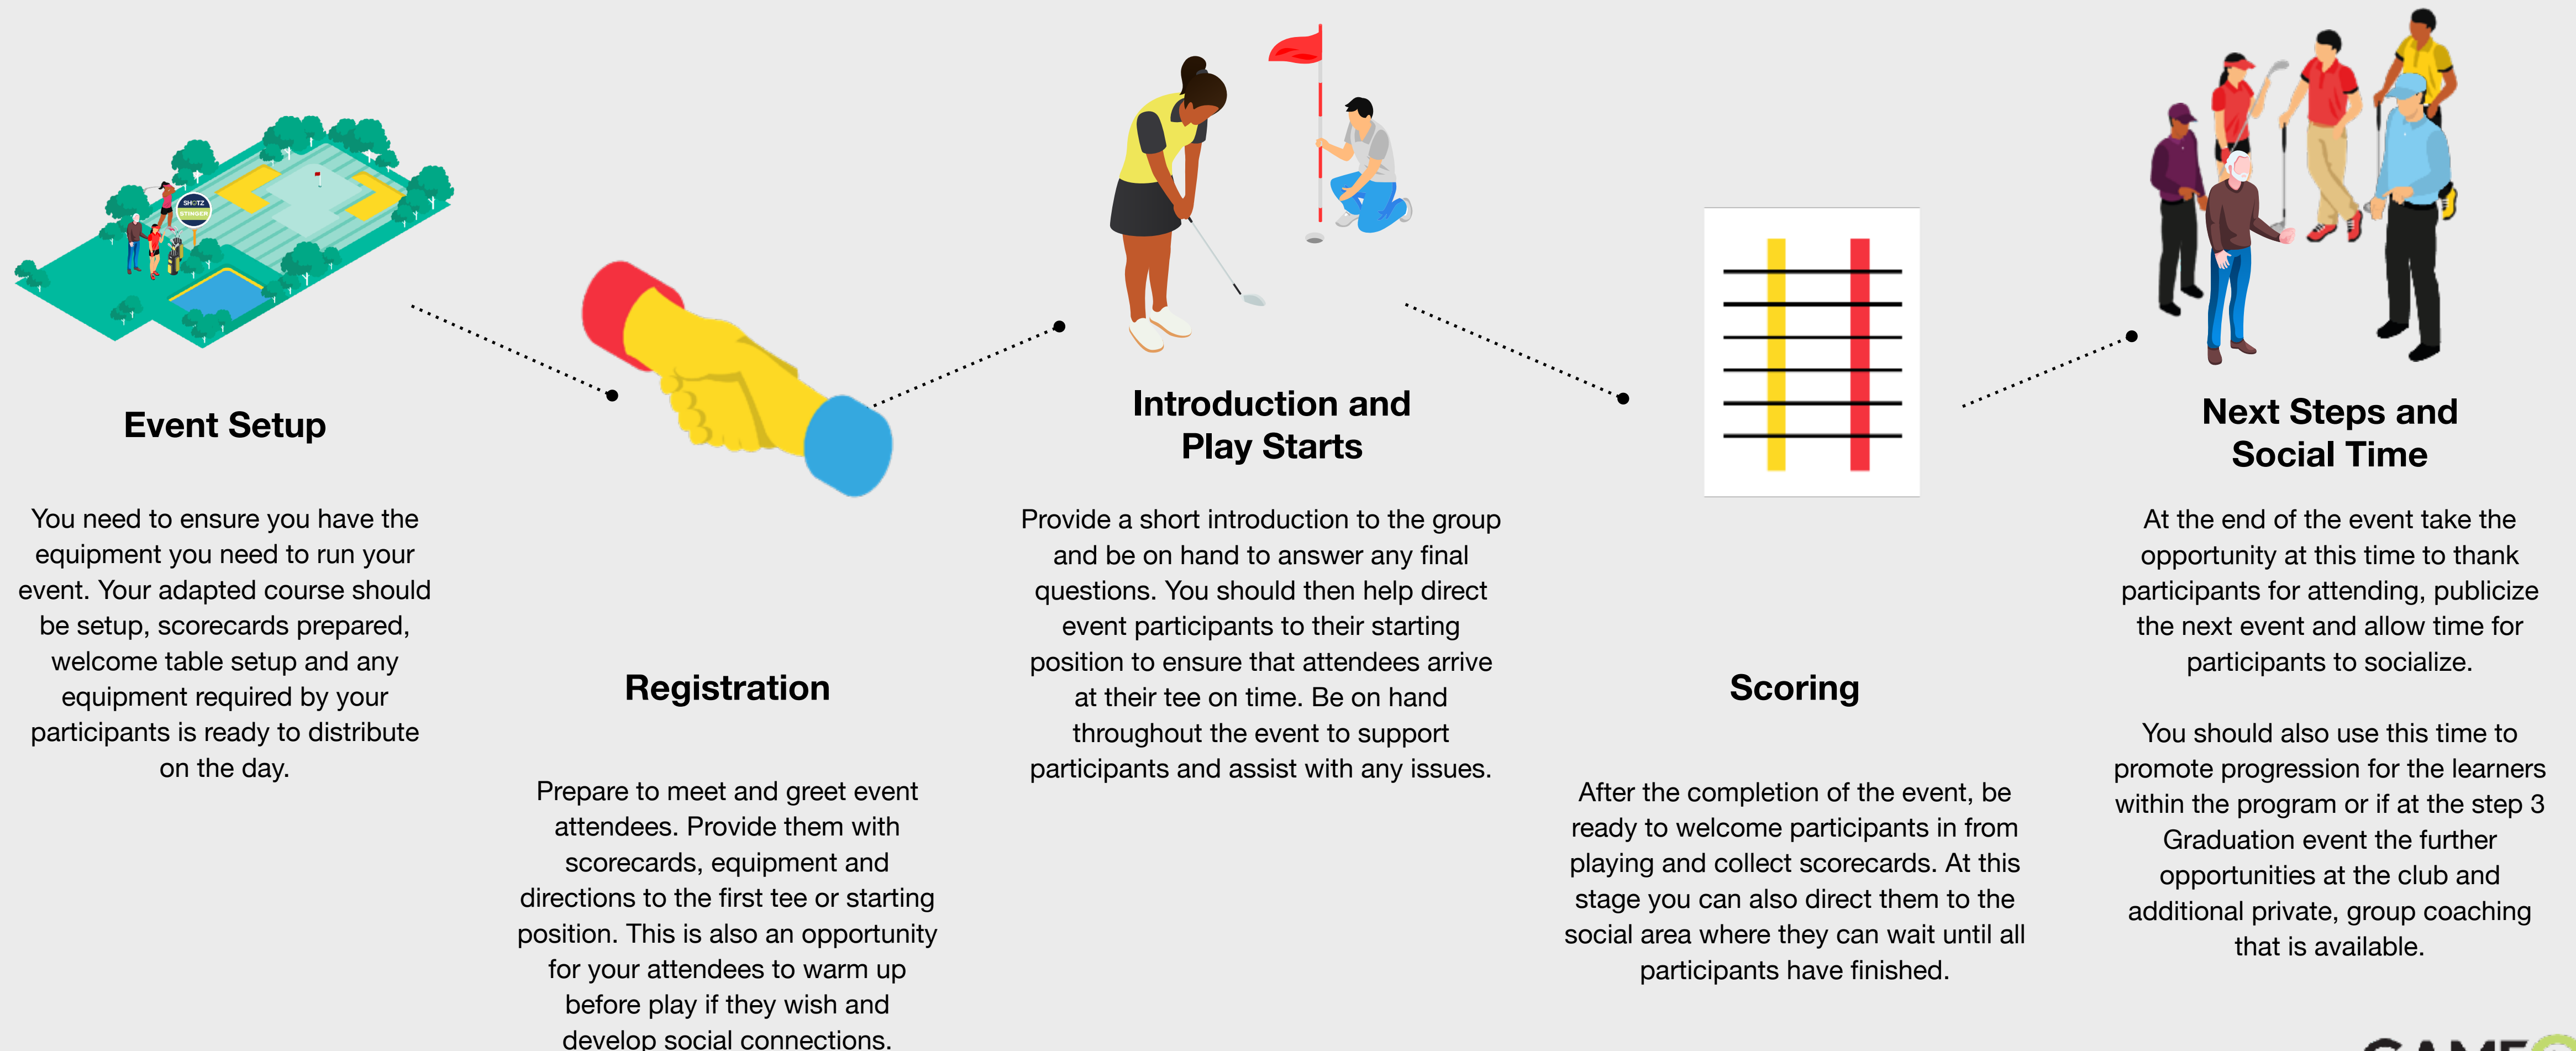 SHOTZ
STINGER
Event Setup
You need to ensure you have the
equipment you need to run your
event. Your adapted course should
be setup, scorecards prepared,
welcome table setup and any
equipment required by your
participants is ready to distribute
on the day.
Registration
Prepare to meet and greet event
attendees. Provide them with
scorecards, equipment and
directions to the first tee or starting
position. This is also an opportunity
for your attendees to warm up
before play if they wish and
develop social connections.
Introduction and
Play Starts
Provide a short introduction to the group
and be on hand to answer any final
questions. You should then help direct
event participants to their starting
position to ensure that attendees arrive
at their tee on time. Be on hand
throughout the event to support
participants and assist with any issues.
Scoring
After the completion of the event, be
ready to welcome participants in from
playing and collect scorecards. At this
stage you can also direct them to the
social area where they can wait until all
participants have finished.
Next Steps and
Social Time
At the end of the event take the
opportunity at this time to thank
participants for attending, publicize
the next event and allow time for
participants to socialize.
You should also use this time to
promote progression for the learners
within the program or if at the step 3
Graduation event the further
opportunities at the club and
additional private, group coaching
that is available.